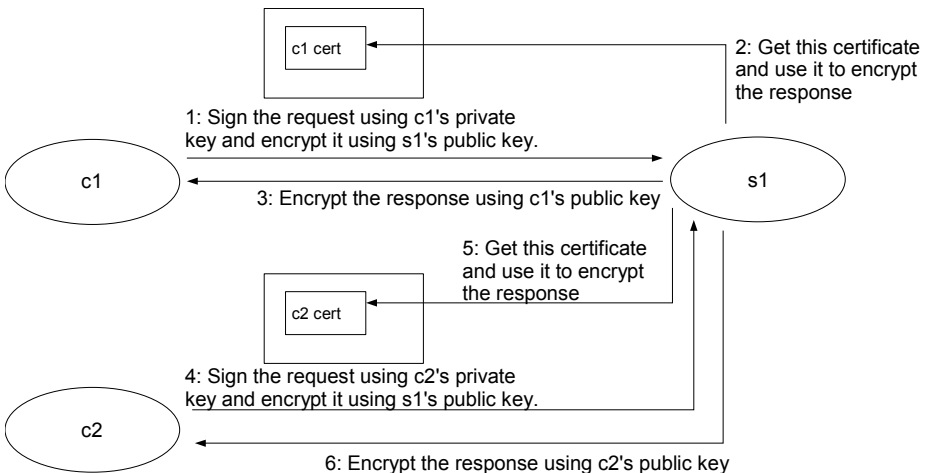 c1 cert
2: Get this certificate
and use it to encrypt
the response
1: Sign the request using c1's private
key and encrypt it using s1's public key.
c1
s1
3: Encrypt the response using c1's public key
5: Get this certificate
and use it to encrypt
the response
c2 cert
4: Sign the request using c2's private
key and encrypt it using s1's public key.
c2
6: Encrypt the response using c2's public key